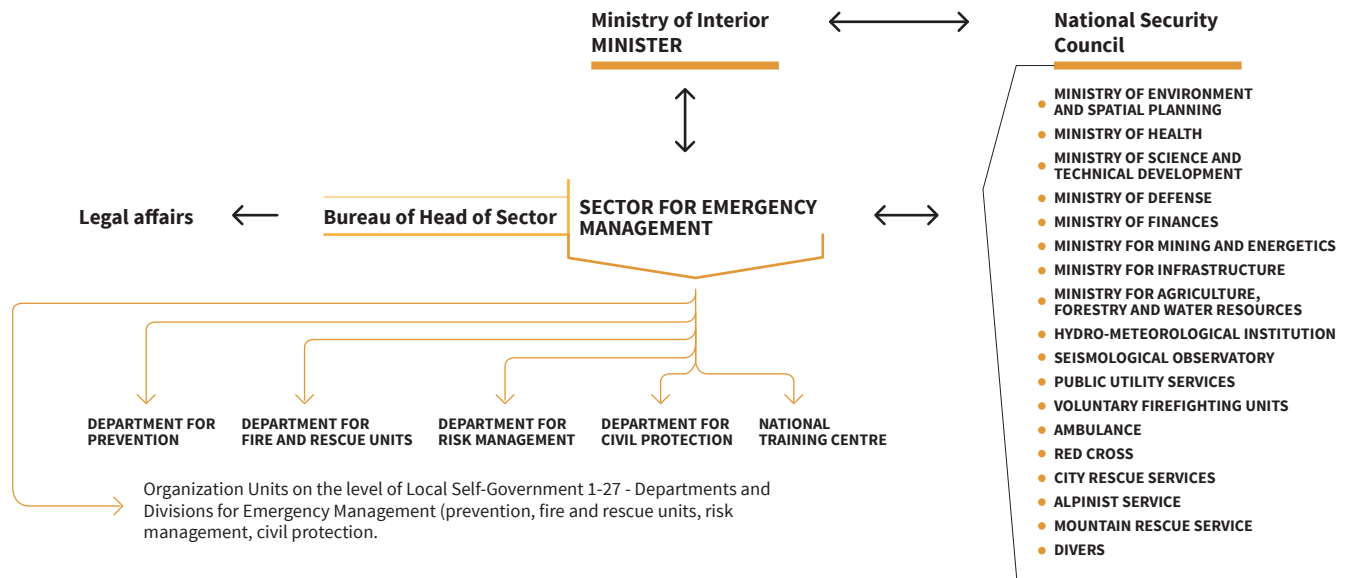 Ministry of Interior
MINISTER
National Security
Council
MINISTRY OF ENVIRONMENT
AND SPATIAL PLANNING
MINISTRY OF HEALTH
MINISTRY OF SCIENCE AND
TECHNICAL DEVELOPMENT
MINISTRY OF DEFENSE
MINISTRY OF FINANCES
MINISTRY FOR MINING AND ENERGETICS
MINISTRY FOR INFRASTRUCTURE
MINISTRY FOR AGRICULTURE,
FORESTRY AND WATER RESOURCES
HYDRO-METEOROLOGICAL INSTITUTION
SEISMOLOGICAL OBSERVATORY
PUBLIC UTILITY SERVICES
VOLUNTARY FIREFIGHTING UNITS
AMBULANCE
RED CROSS
CITY RESCUE SERVICES
ALPINIST SERVICE
MOUNTAIN RESCUE SERVICE
DIVERS
Legal affairs
Bureau of Head of Sector
SECTOR FOR EMERGENCY
MANAGEMENT
DEPARTMENT FOR
PREVENTION
DEPARTMENT FOR
FIRE AND RESCUE UNITS
DEPARTMENT FOR
RISK MANAGEMENT
DEPARTMENT FOR
CIVIL PROTECTION
NATIONAL
TRAINING CENTRE
Organization Units on the level of Local Self-Government 1-27 - Departments and
Divisions for Emergency Management (prevention, fire and rescue units, risk
management, civil protection.